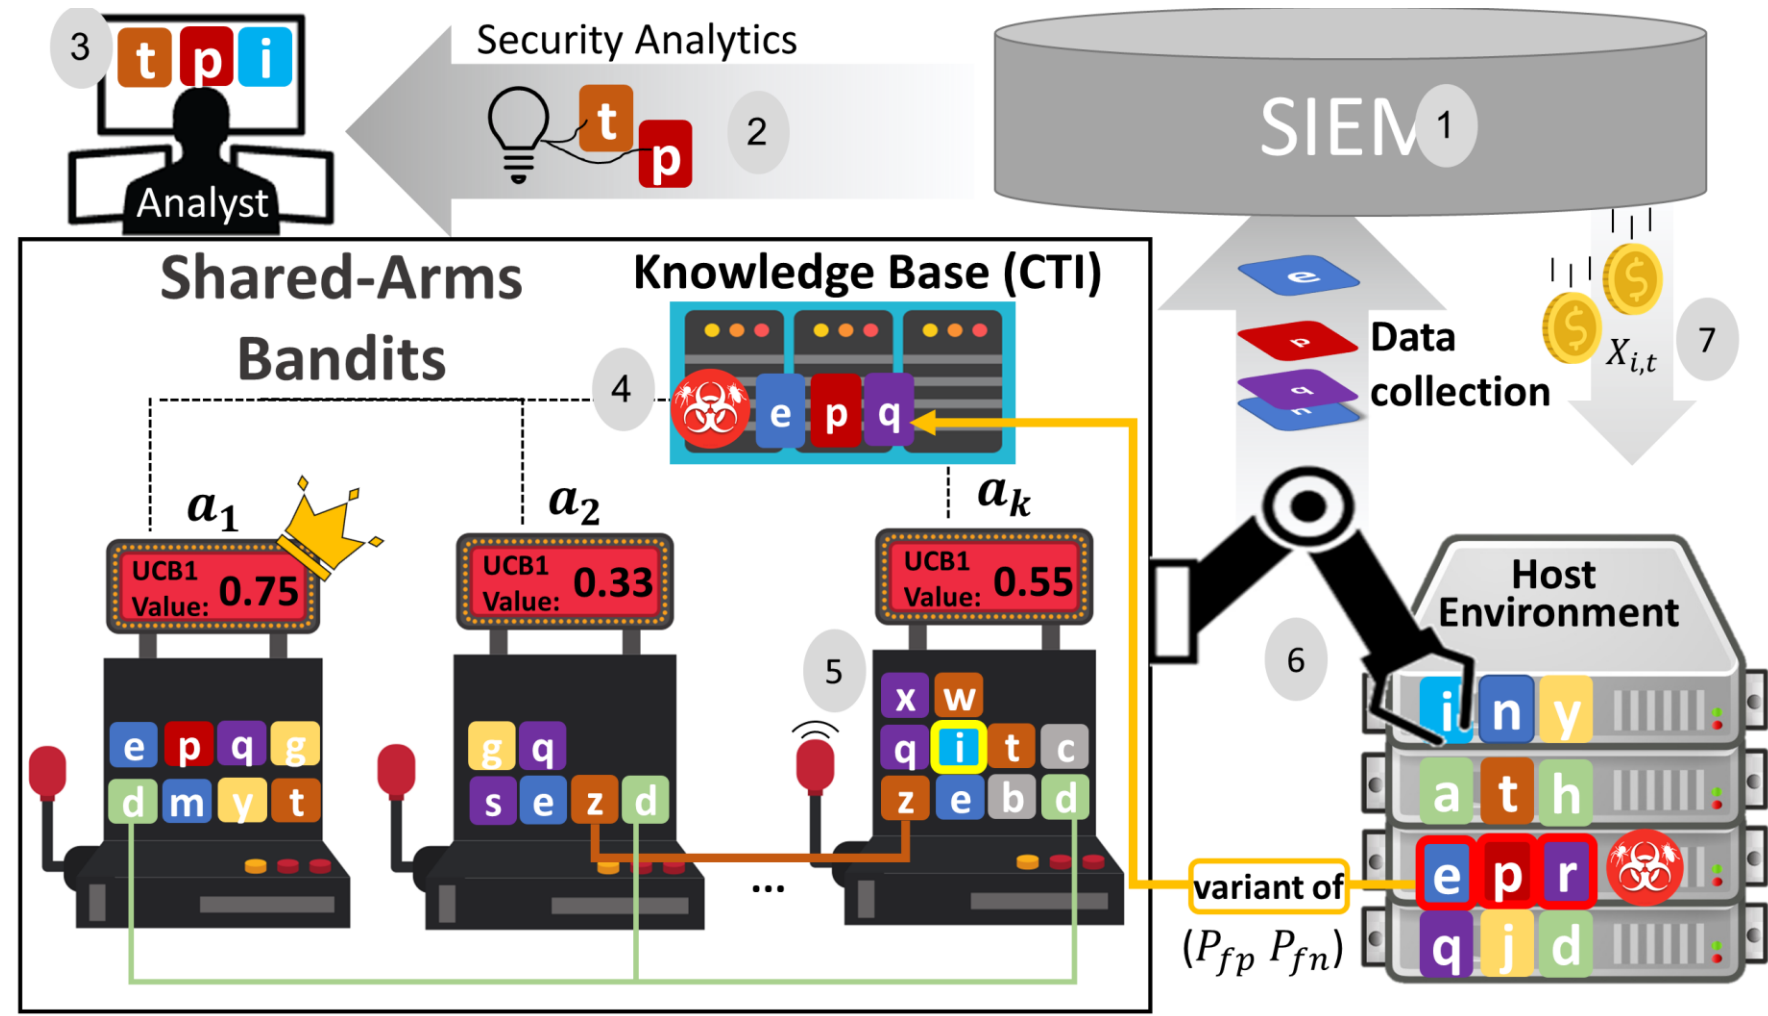 3
t p i
Analyst
Security Analytics
t
p
2
SIEM
1
e
p
q
n
Data
collection
X_{i,t}
7
Shared-Arms
Bandits
Knowledge Base (CTI)
4
e p q
a_1
UCB1
Value: 0.75
e p q g
d m y t
a_2
UCB1
Value: 0.33
g q
s e z d
...
a_k
UCB1
Value: 0.55
5
x w
q i t c
z e b d
6
Host
Environment
i n y
a t h
e p r
q j d
variant of
(P_{fp} P_{fn})